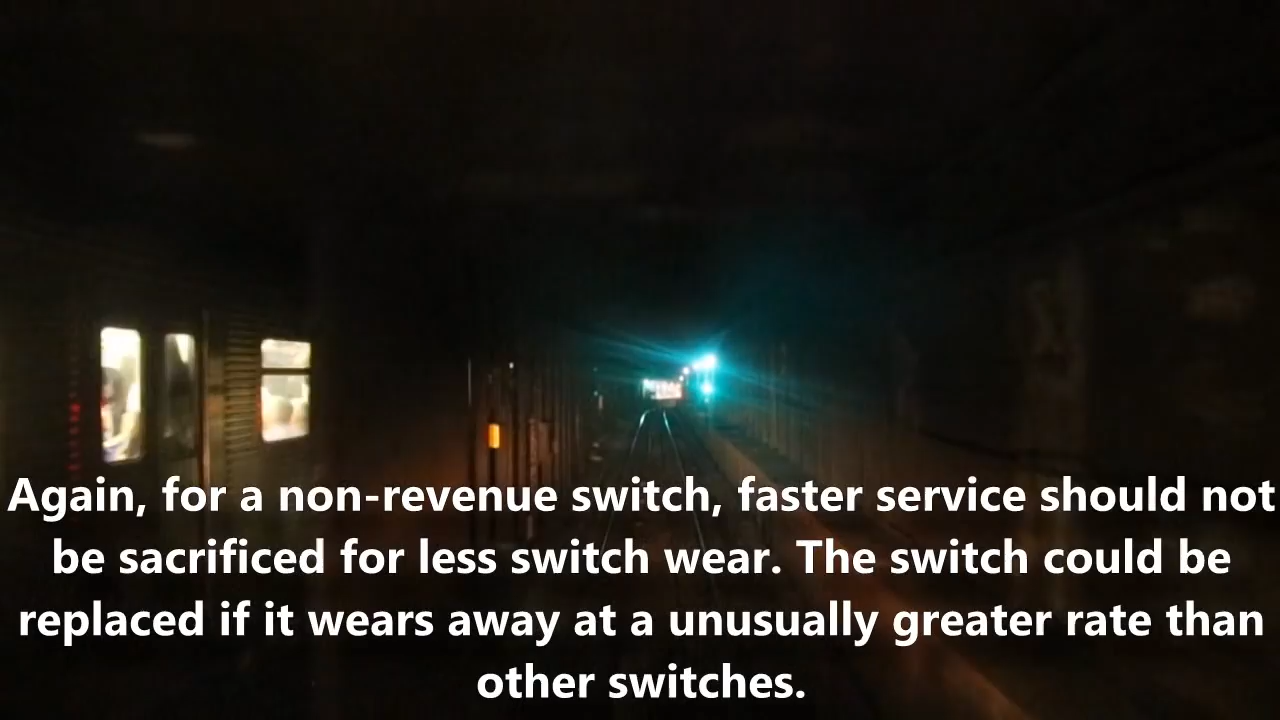 Again, for a non-revenue switch, faster service should not
be sacrificed for less switch wear. The switch could be
replaced if it wears away at a unusually greater rate than
other switches.